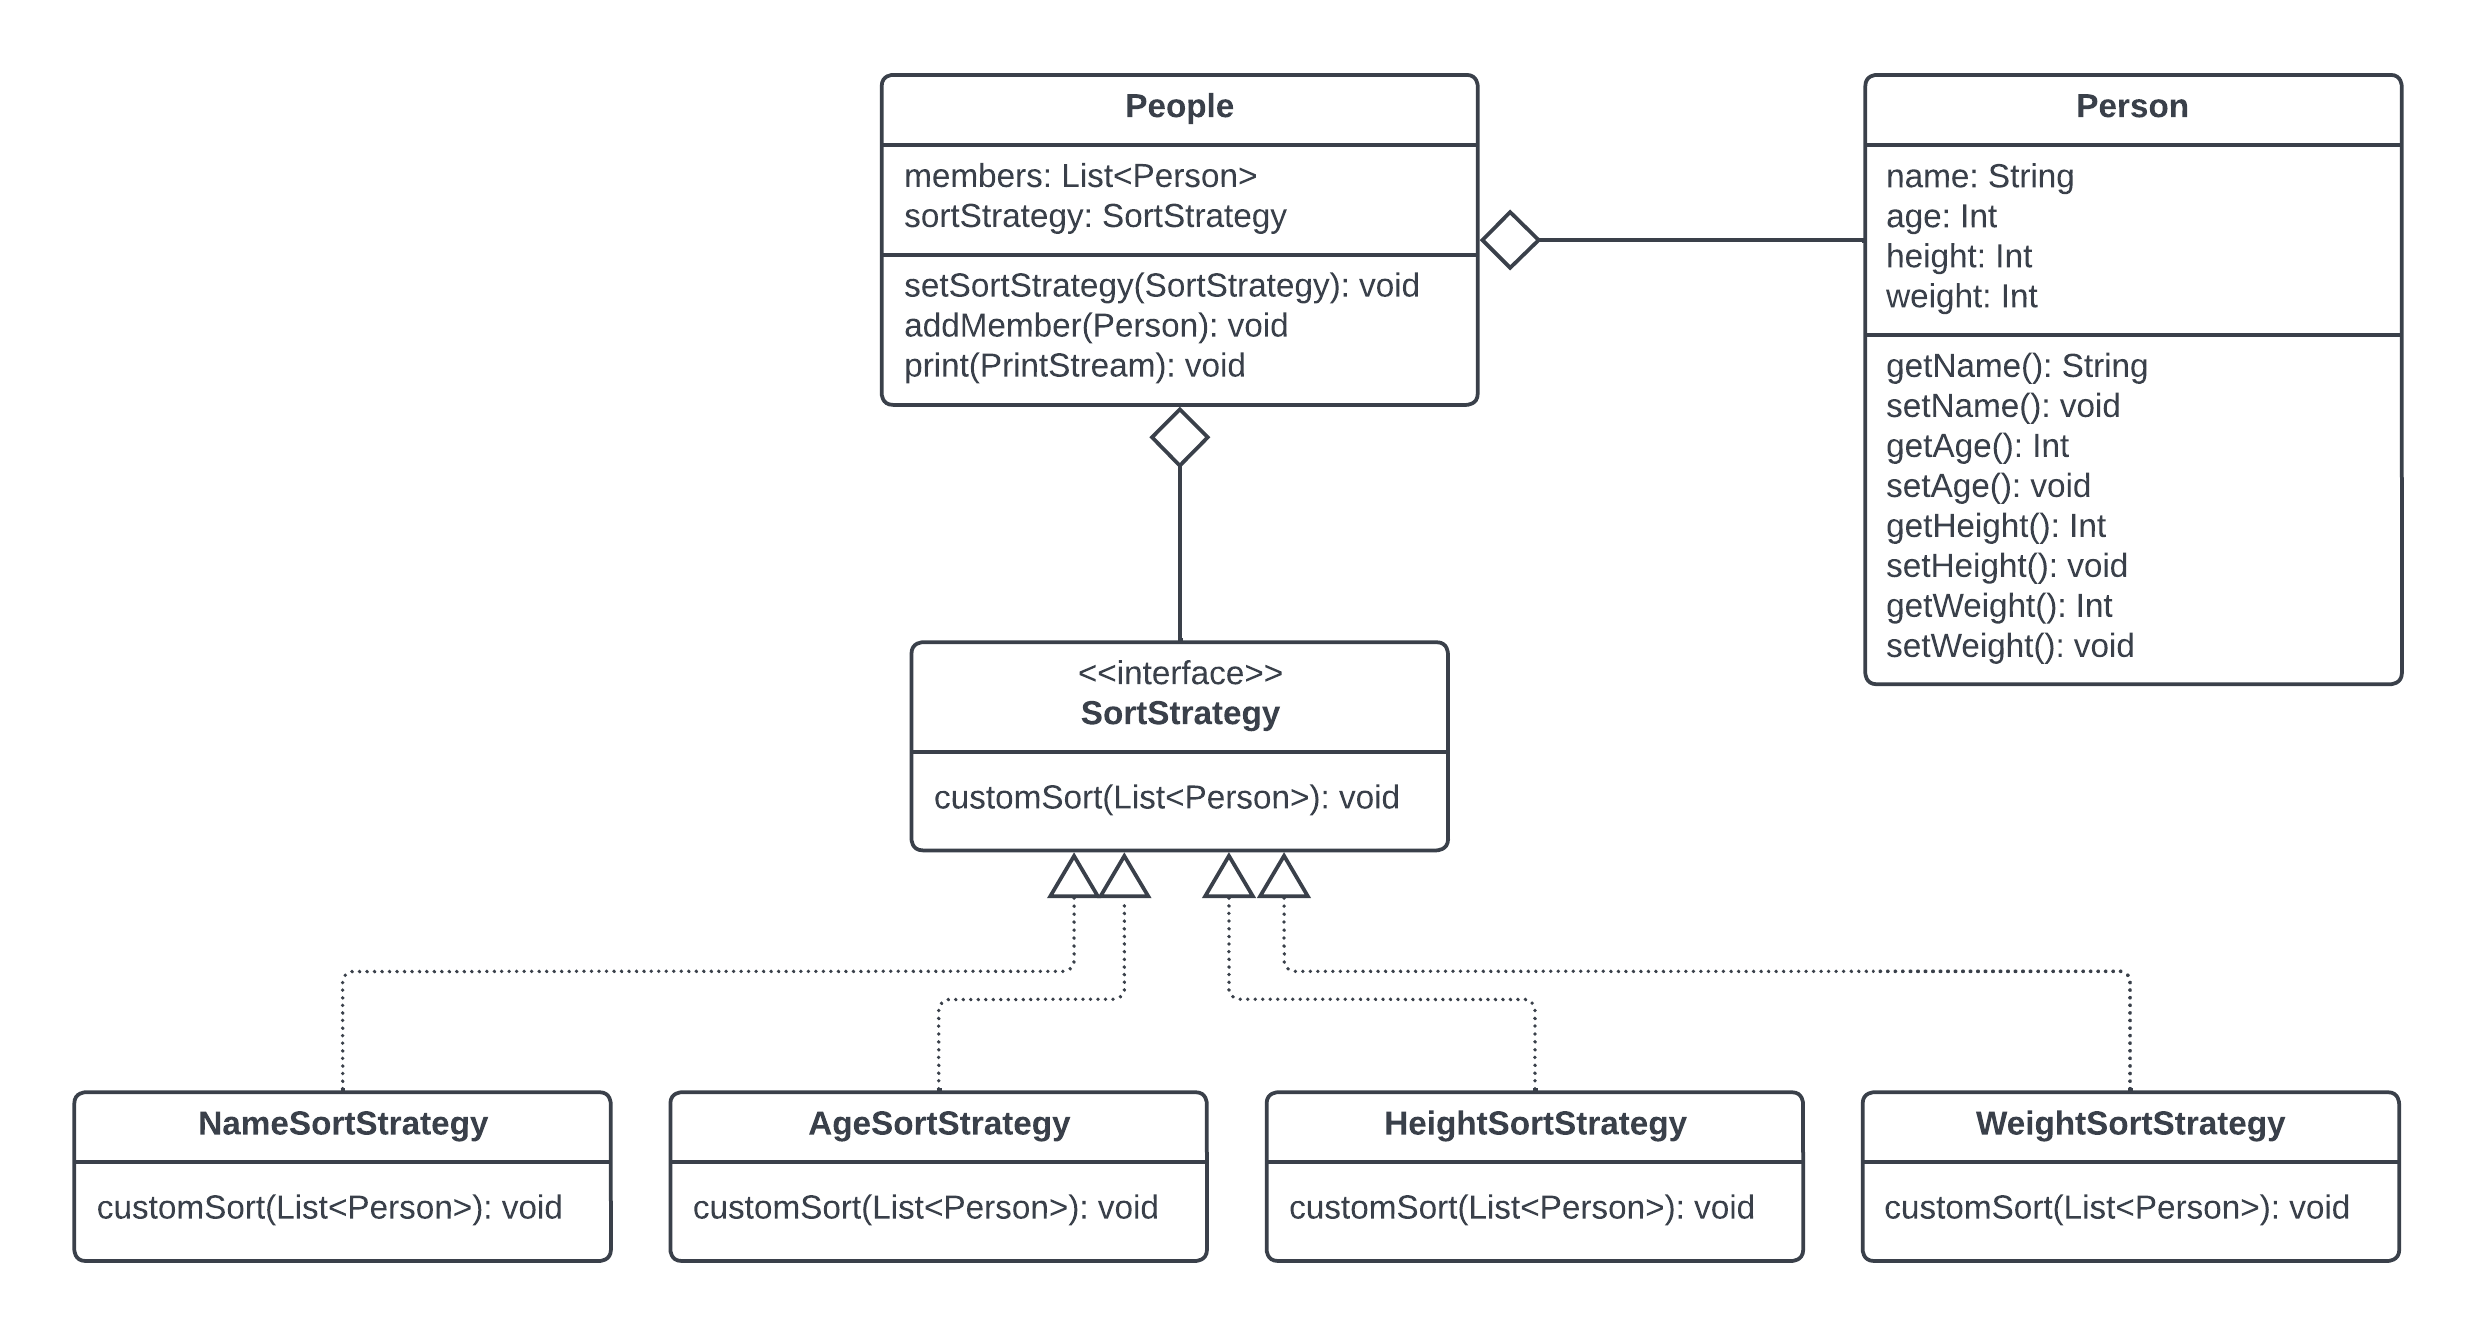 People
members: List<Person>
sortStrategy: SortStrategy
setSortStrategy(SortStrategy): void
addMember(Person): void
print(PrintStream): void
Person
name: String
age: Int
height: Int
weight: Int
getName(): String
setName(): void
getAge(): Int
setAge(): void
getHeight(): Int
setHeight(): void
getWeight(): Int
setWeight(): void
<<interface>>
SortStrategy
customSort(List<Person>): void
NameSortStrategy
customSort(List<Person>): void
AgeSortStrategy
customSort(List<Person>): void
HeightSortStrategy
customSort(List<Person>): void
WeightSortStrategy
customSort(List<Person>): void